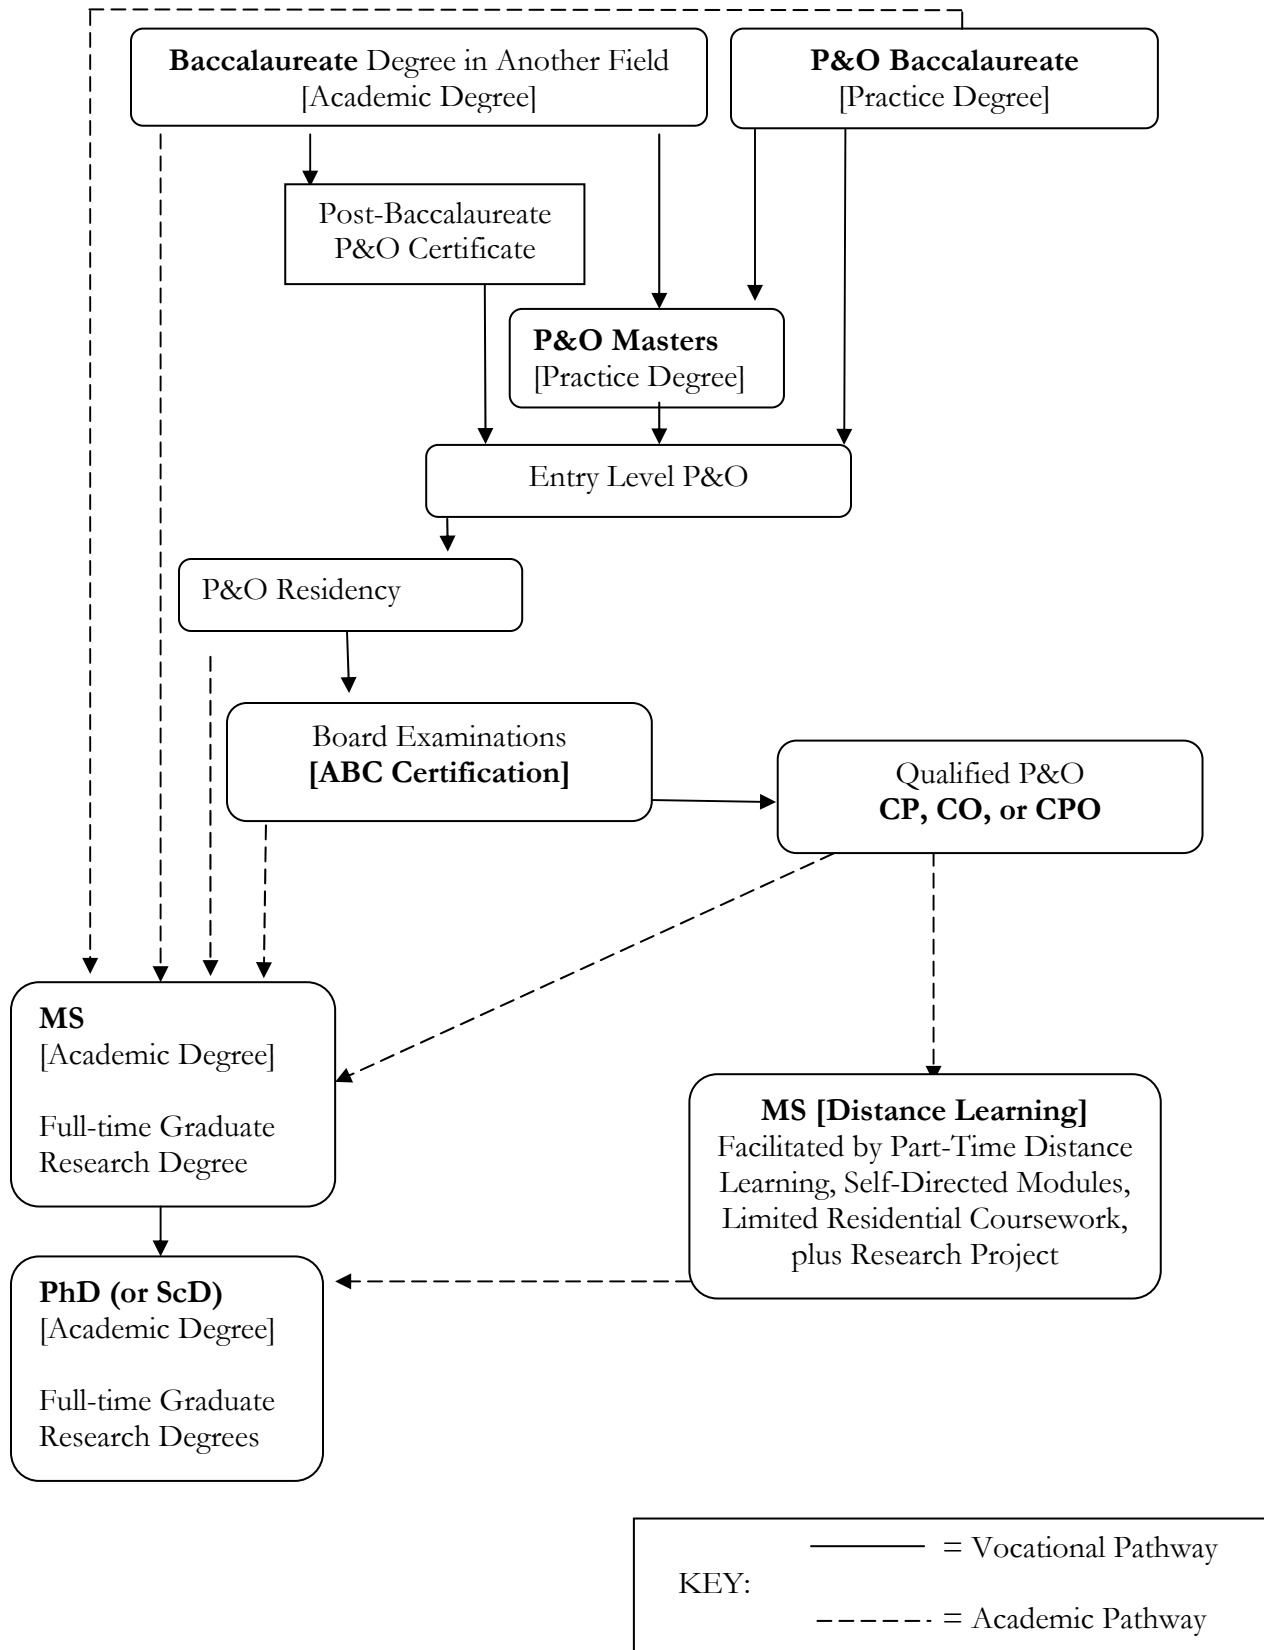 Baccalaureate Degree in Another Field
[Academic Degree]
P&O Baccalaureate
[Practice Degree]
Post-Baccalaureate
P&O Certificate
P&O Masters
[Practice Degree]
Entry Level P&O
P&O Residency
Board Examinations
[ABC Certification]
Qualified P&O
CP, CO, or CPO
MS
[Academic Degree]
Full-time Graduate
Research Degree
MS [Distance Learning]
Facilitated by Part-Time Distance
Learning, Self-Directed Modules,
Limited Residential Coursework,
plus Research Project
PhD (or ScD)
[Academic Degree]
Full-time Graduate
Research Degrees
KEY:
= Vocational Pathway
= Academic Pathway